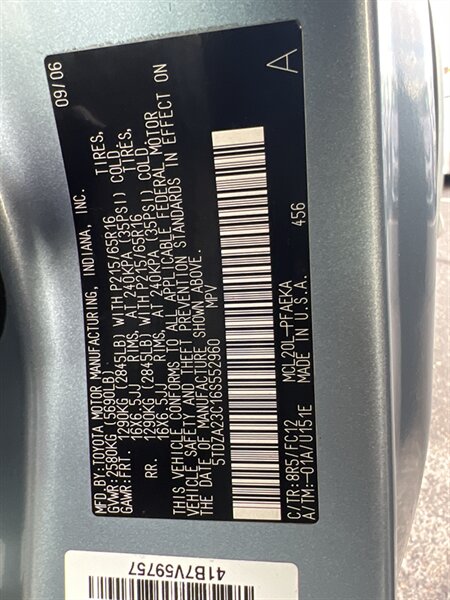 MFD.BY:TOYOTA MOTOR MANUFACTURING, INDIANA, INC. 09/06
GVWR: 2580KG (5690LB)
GAWR:FRT. 1290KG (2845LB) WITH P215/65R16 TIRES,
16X6.5JJ RIMS, AT 240KPA (35PSI) COLD.
RR. 1290KG (2845LB) WITH P215/65R16 TIRES,
16X6.5JJ RIMS, AT 240KPA (35PSI) COLD.
THIS VEHICLE CONFORMS TO ALL APPLICABLE FEDERAL MOTOR
VEHICLE SAFETY AND THEFT PREVENTION STANDARDS IN EFFECT ON
THE DATE OF MANUFACTURE SHOWN ABOVE.
5TDZA23C16S552960 MPV
C/TR:8R5/FC12 MCL20L-PFAEKA 456
A/TM:-01A/U151E MADE IN U.S.A. A
41B7V59757